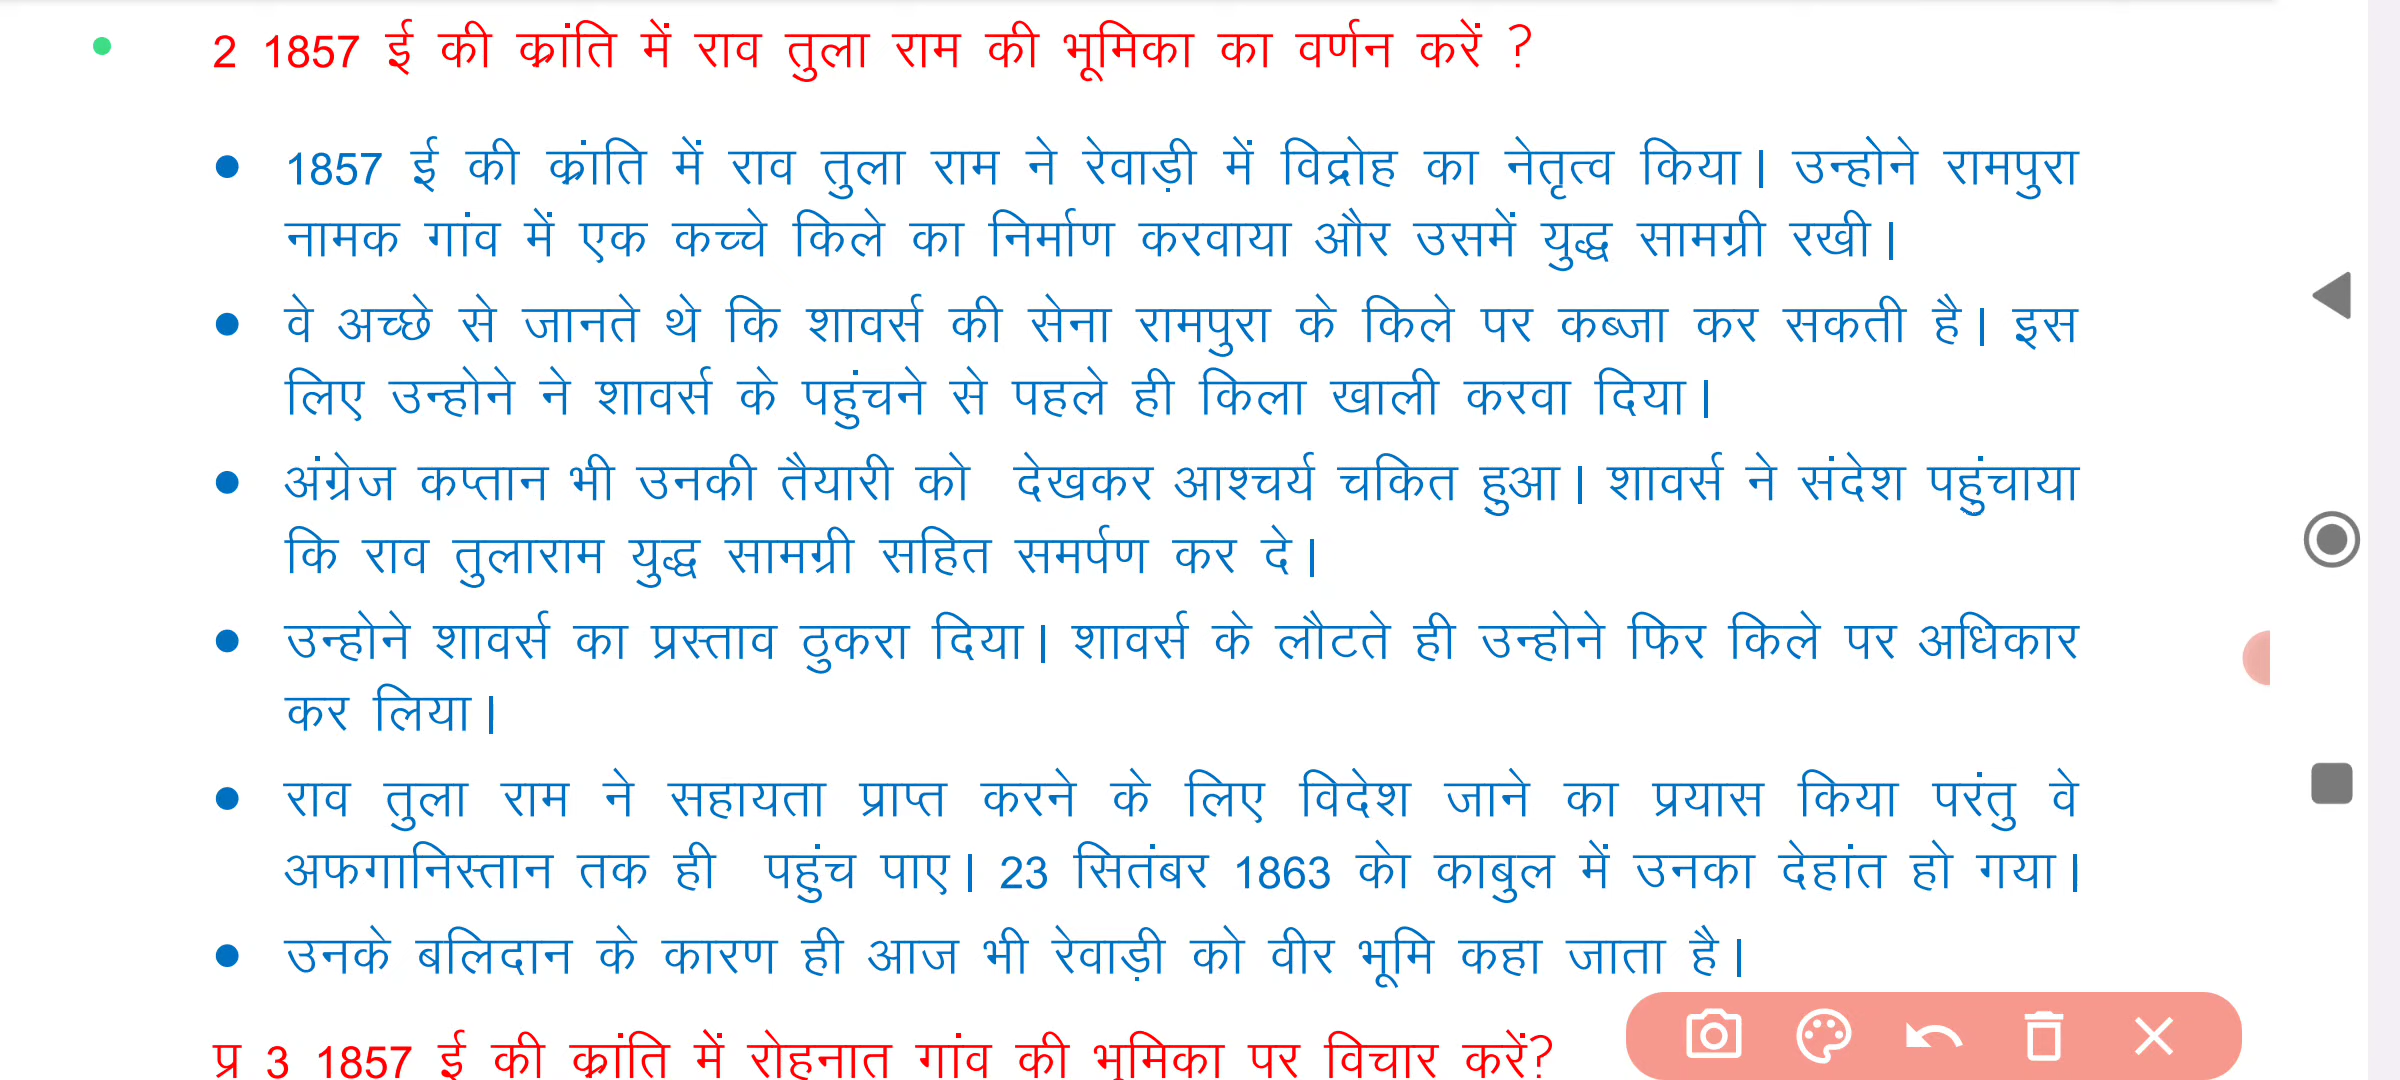 2 1857 ई की क्रांति में राव तुला राम की भूमिका का वर्णन करें ?
1857 ई की क्रांति में राव तुला राम ने रेवाड़ी में विद्रोह का नेतृत्व किया। उन्होने रामपुरा
नामक गांव में एक कच्चे किले का निर्माण करवाया और उसमें युद्ध सामग्री रखी।
वे अच्छे से जानते थे कि शावर्स की सेना रामपुरा के किले पर कब्जा कर सकती है। इस
लिए उन्होने ने शावर्स के पहुंचने से पहले ही किला खाली करवा दिया।
अंग्रेज कप्तान भी उनकी तैयारी को देखकर आश्चर्य चकित हुआ। शावर्स ने संदेश पहुंचाया
कि राव तुलाराम युद्ध सामग्री सहित समर्पण कर दे।
उन्होने शावर्स का प्रस्ताव ठुकरा दिया। शावर्स के लौटते ही उन्होने फिर किले पर अधिकार
कर लिया।
राव तुला राम ने सहायता प्राप्त करने के लिए विदेश जाने का प्रयास किया परंतु वे
अफगानिस्तान तक ही पहुंच पाए। 23 सितंबर 1863 को काबुल में उनका देहांत हो गया।
उनके बलिदान के कारण ही आज भी रेवाड़ी को वीर भूमि कहा जाता है।
प्र 3 1857 ई की क्रांति में रोहनात गांव की भूमिका पर विचार करें?